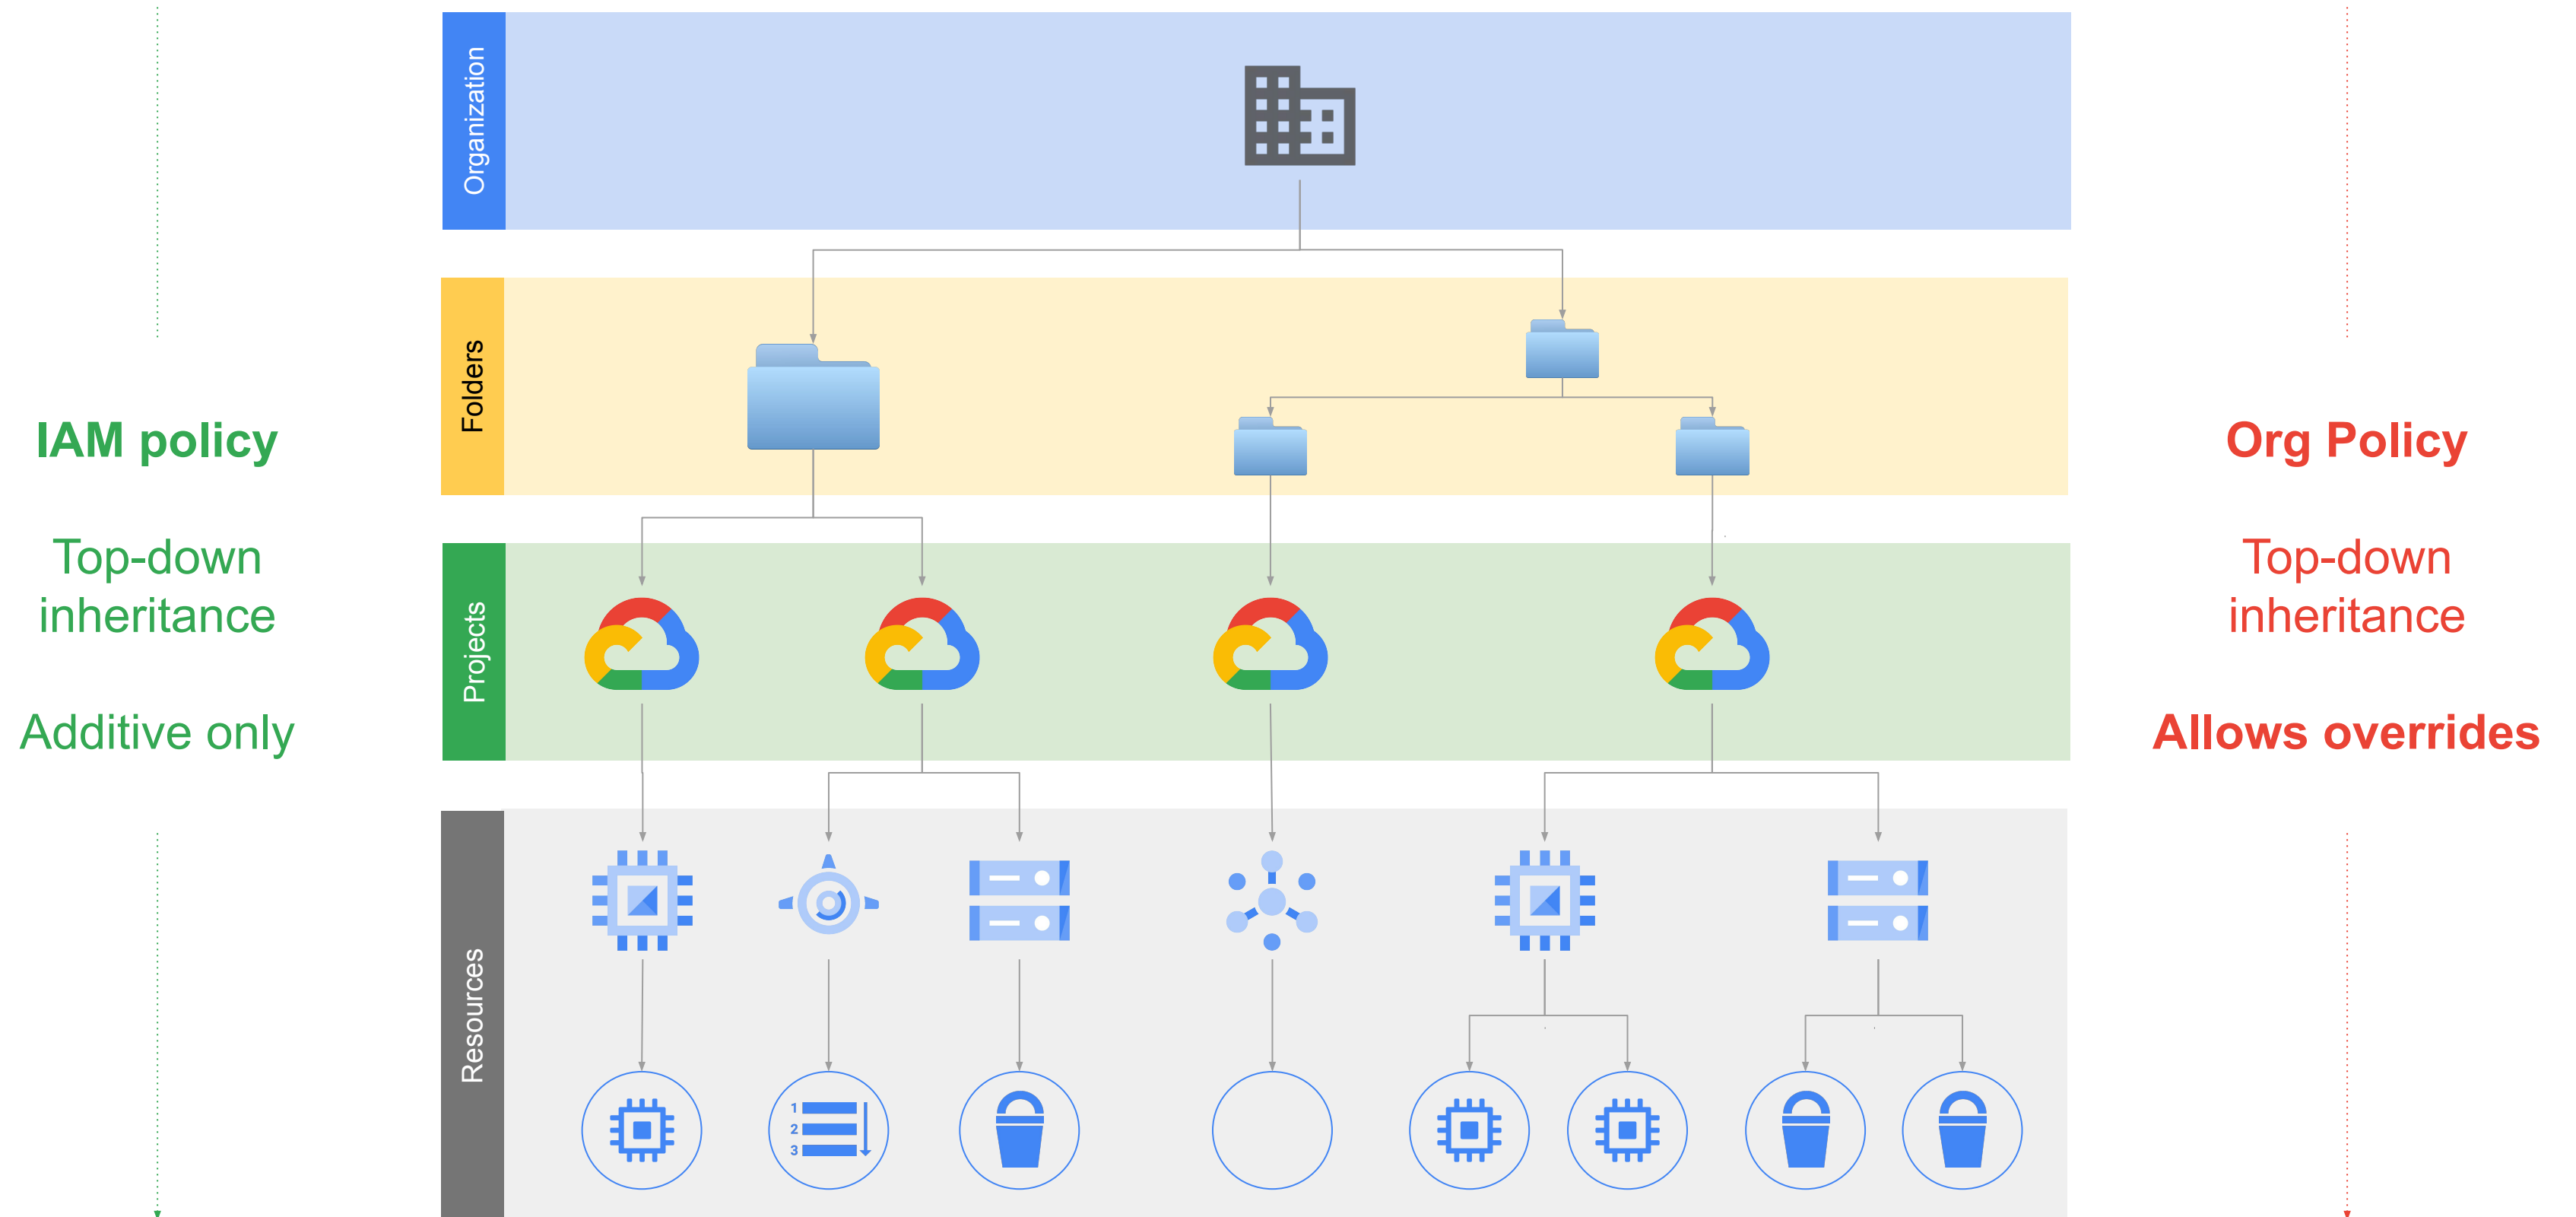 Organization
Folders
Projects
Resources
IAM policy
Top-down
inheritance
Additive only
Org Policy
Top-down
inheritance
Allows overrides
1
2
3